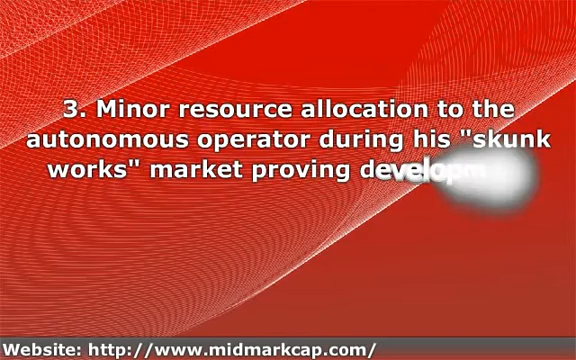 3. Minor resource allocation to the
autonomous operator during his "skunk
works" market proving developm
Website: http://www.midmarkcap.com/